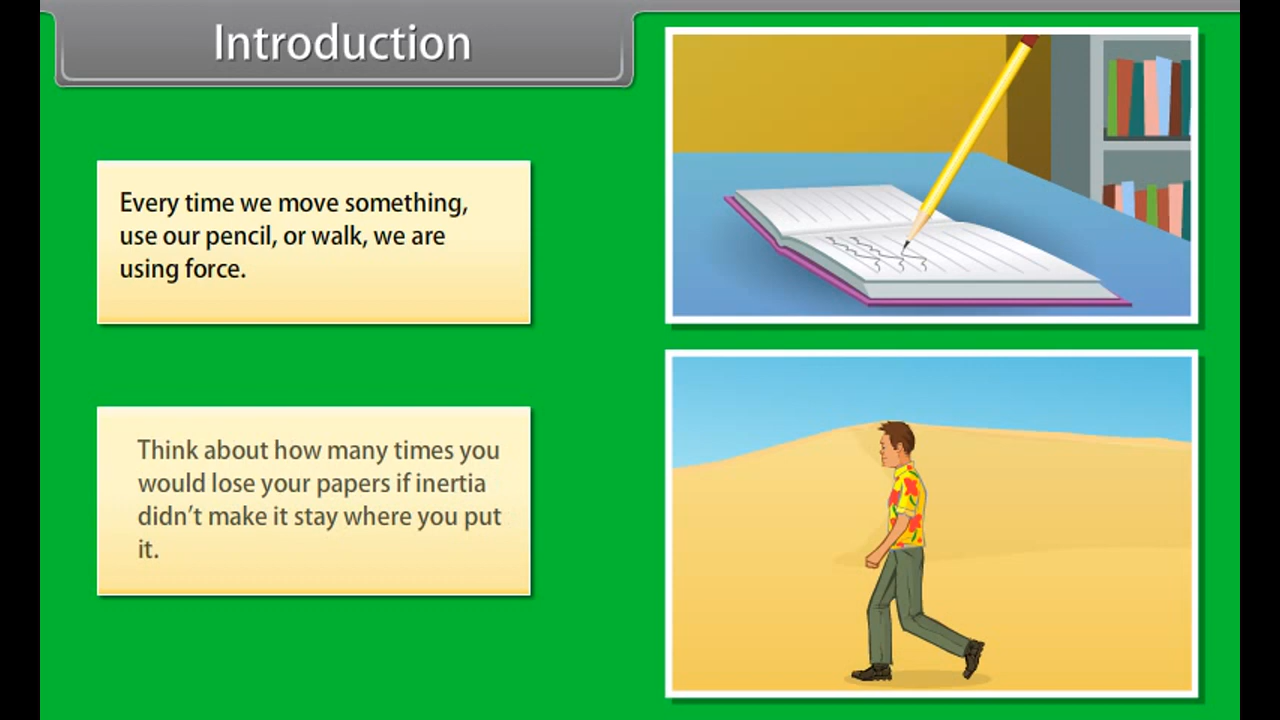 Introduction
Every time we move something,
use our pencil, or walk, we are
using force.
Think about how many times you
would lose your papers if inertia
didn’t make it stay where you put
it.